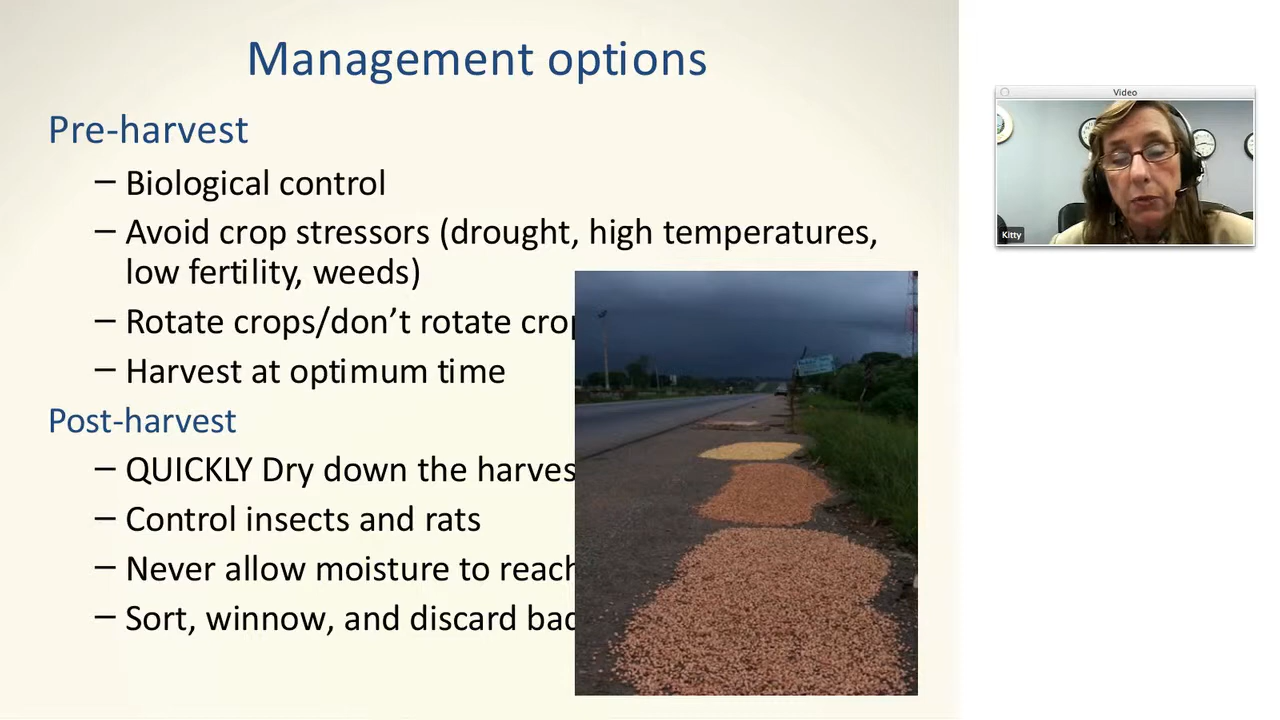 Management options
Pre-harvest
– Biological control
– Avoid crop stressors (drought, high temperatures,
low fertility, weeds)
– Rotate crops/don’t rotate crop
– Harvest at optimum time
Post-harvest
– QUICKLY Dry down the harves
– Control insects and rats
– Never allow moisture to reach
– Sort, winnow, and discard bad
Video
Kitty